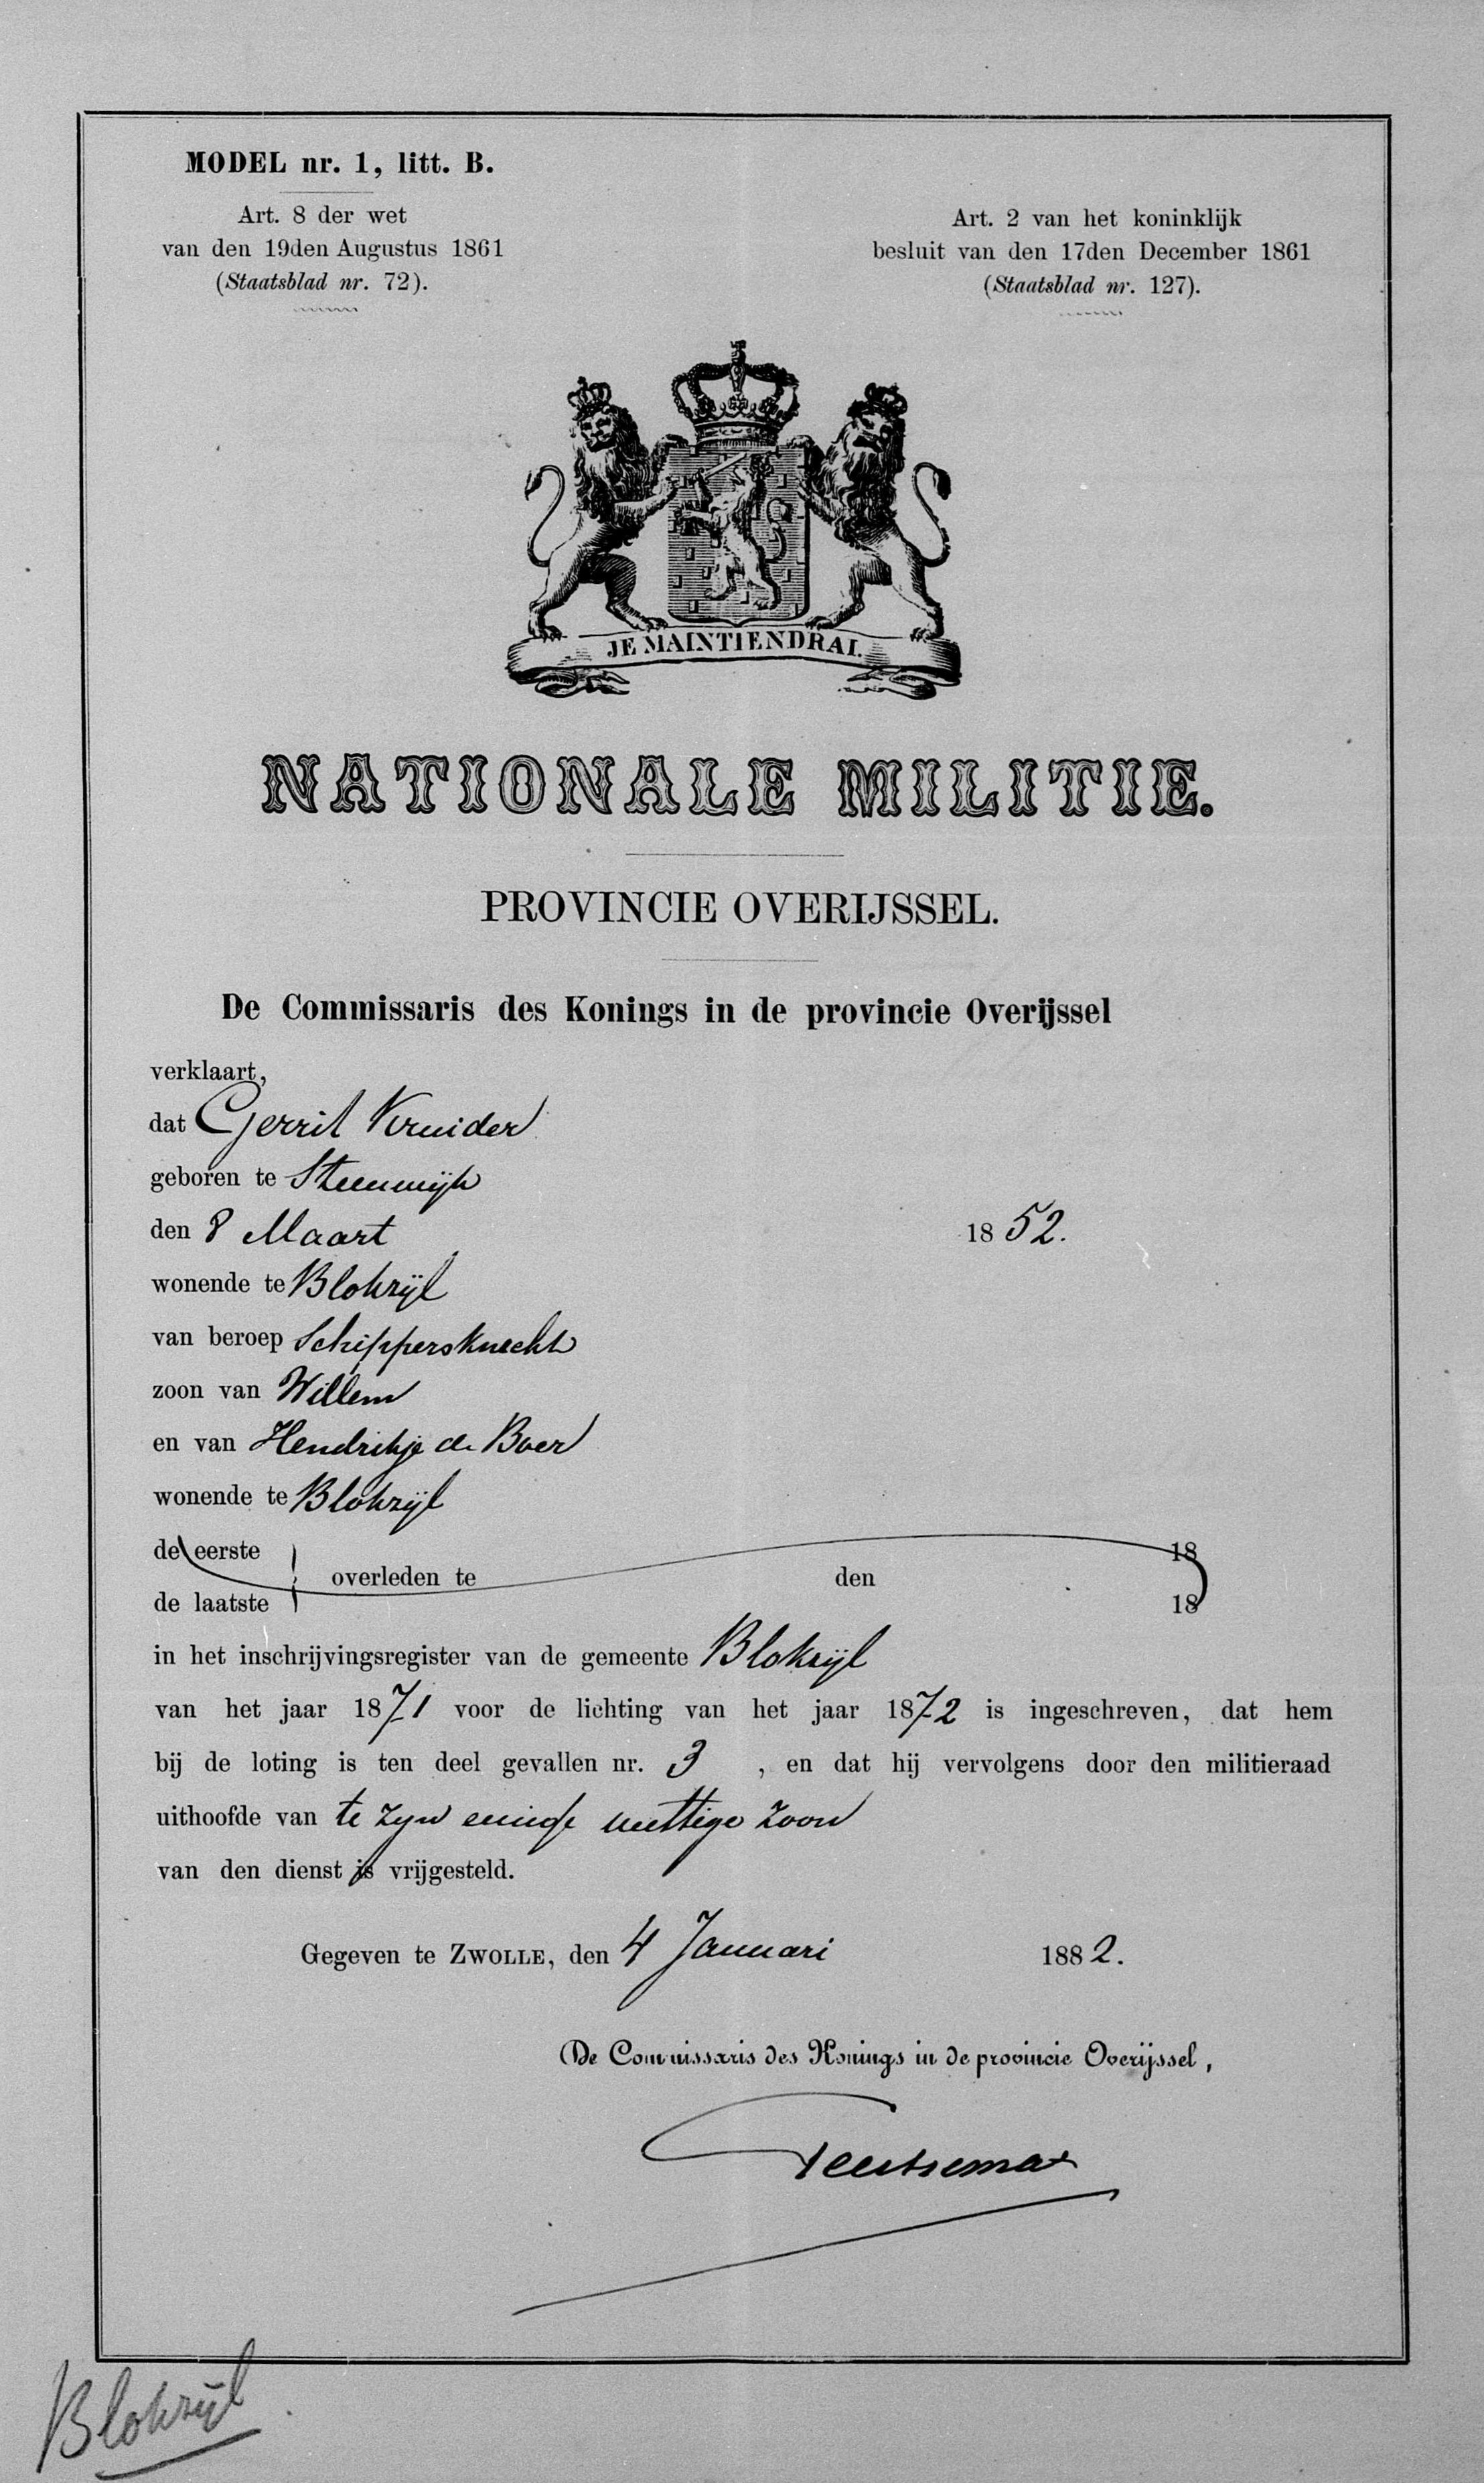 MODEL nr. 1, litt. B.
Art. 8 der wet
van den 19den Augustus 1861
(Staatsblad nr. 72).
Art. 2 van het koninklijk
besluit van den 17den December 1861
(Staatsblad nr. 127).
JE MAINTIENDRAI.
NATIONALE MILITIE.
PROVINCIE OVERIJSSEL.
De Commissaris des Konings in de provincie Overijssel
verklaart,
dat Gerrit Kruider
geboren te Steenwijk
den 8 Maart 1852.
wonende te Blokzijl
van beroep Schippersknecht
zoon van Willem
en van Hendrikje de Boer
wonende te Blokzijl
de eerste 18
overleden te den
de laatste 18
in het inschrijvingsregister van de gemeente Blokzijl
van het jaar 1871 voor de lichting van het jaar 1872 is ingeschreven, dat hem
bij de loting is ten deel gevallen nr. 3 , en dat hij vervolgens door den militieraad
uithoofde van te zijn eenige wettige zoon
van den dienst is vrijgesteld.
Gegeven te ZWOLLE, den 4 Januari 1882.
De Commissaris des Konings in de provincie Overijssel,
Blokzijl